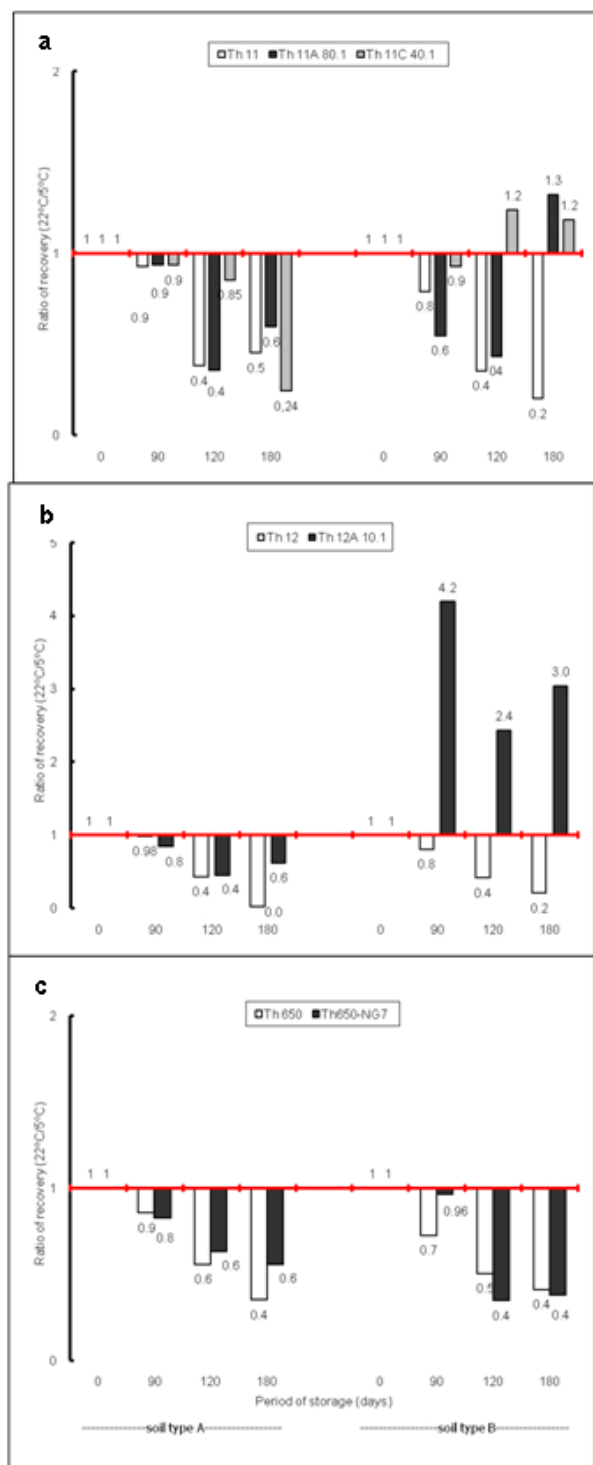 a
Th 11 Th 11A 80.1 Th 11C 40.1
Ratio of recovery (22ºC/5ºC)
2
1
0
1 1 1
0.9 0.9 0.9
0.4 0.4 0.85
0.5 0.6 0,24
1 1 1
0.8 0.6 0.9
0.4 04 1.2
0.2 1.3 1.2
0 90 120 180 0 90 120 180
b
Th 12 Th 12A 10.1
Ratio of recovery (22ºC/5ºC)
5
4
3
2
1
0
1 1
0.98 0.8
0.4 0.4
0.0 0.6
1 1
0.8 4.2
0.4 2.4
0.2 3.0
0 90 120 180 0 90 120 180
c
Th 650 Th650-NG7
Ratio of recovery (22ºC/5ºC)
2
1
0
1 1
0.9 0.8
0.6 0.6
0.4 0.6
1 1
0.7 0.96
0.5 0.4
0.4 0.4
0 90 120 180 0 90 120 180
Period of storage (days)
soil type A soil type B